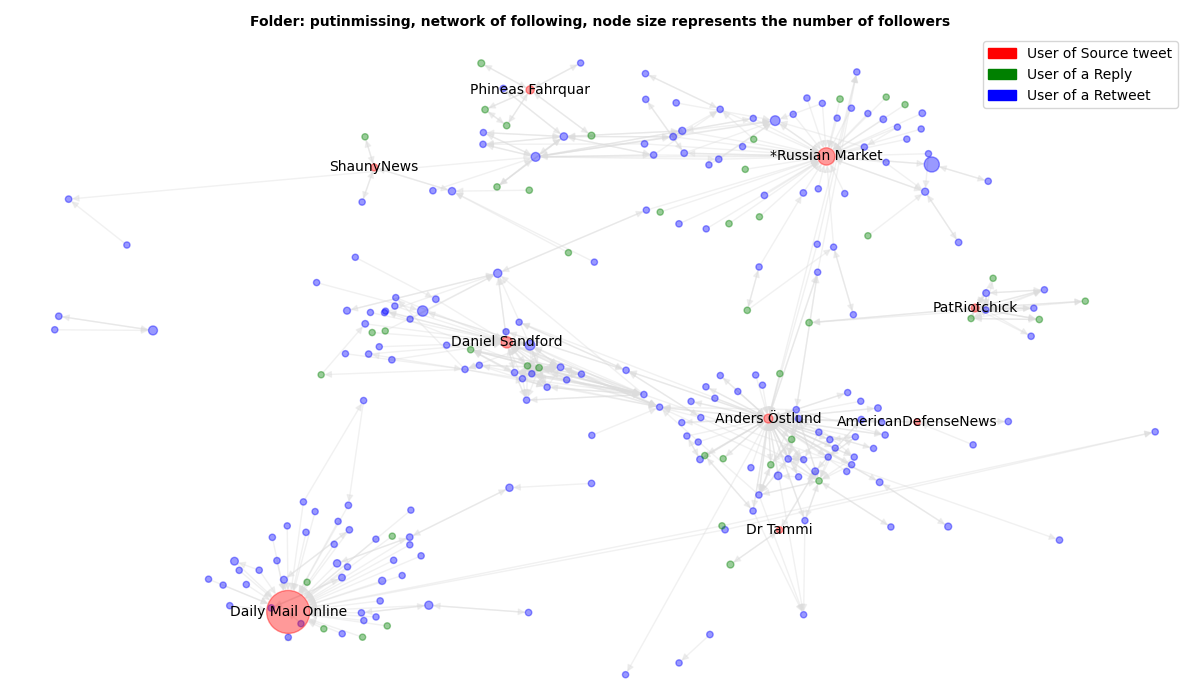 Folder: putinmissing, network of following, node size represents the number of followers
User of Source tweet
User of a Reply
User of a Retweet
Phineas Fahrquar
*Russian Market
ShaunyNews
PatRiotchick
Daniel Sandford
Anders Östlund
AmericanDefenseNews
Dr Tammi
Daily Mail Online